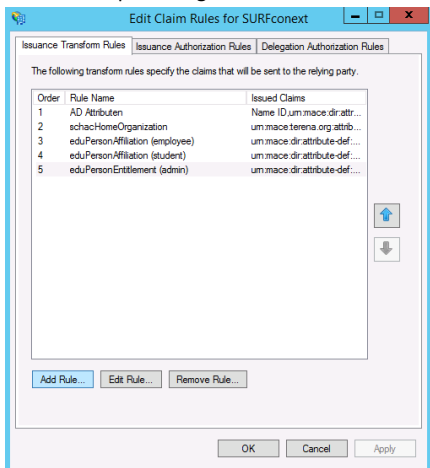 Edit Claim Rules for SURFconext
Issuance Transform Rules Issuance Authorization Rules Delegation Authorization Rules
The following transform rules specify the claims that will be sent to the relying party.
Order Rule Name Issued Claims
1 AD Attributen Name ID,urn:mace:dir:attr...
2 schacHomeOrganization urn:mace:terena.org:attrib...
3 eduPersonAffiliation (employee) urn:mace:dir:attribute-def:...
4 eduPersonAffiliation (student) urn:mace:dir:attribute-def:...
5 eduPersonEntitlement (admin) urn:mace:dir:attribute-def:...
Add Rule... Edit Rule... Remove Rule...
OK Cancel Apply